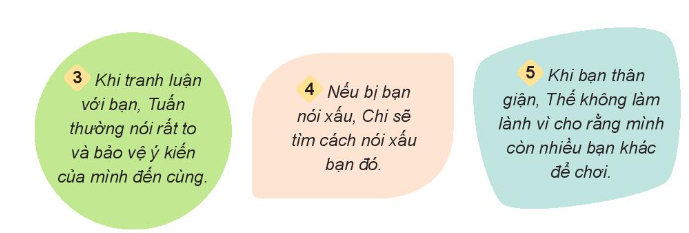 3 Khi tranh luận
với bạn, Tuấn
thường nói rất to
và bảo vệ ý kiến
của mình đến cùng.
4 Nếu bị bạn
nói xấu, Chi sẽ
tìm cách nói xấu
bạn đó.
5 Khi bạn thân
giận, Thế không làm
lành vì cho rằng mình
còn nhiều bạn khác
để chơi.